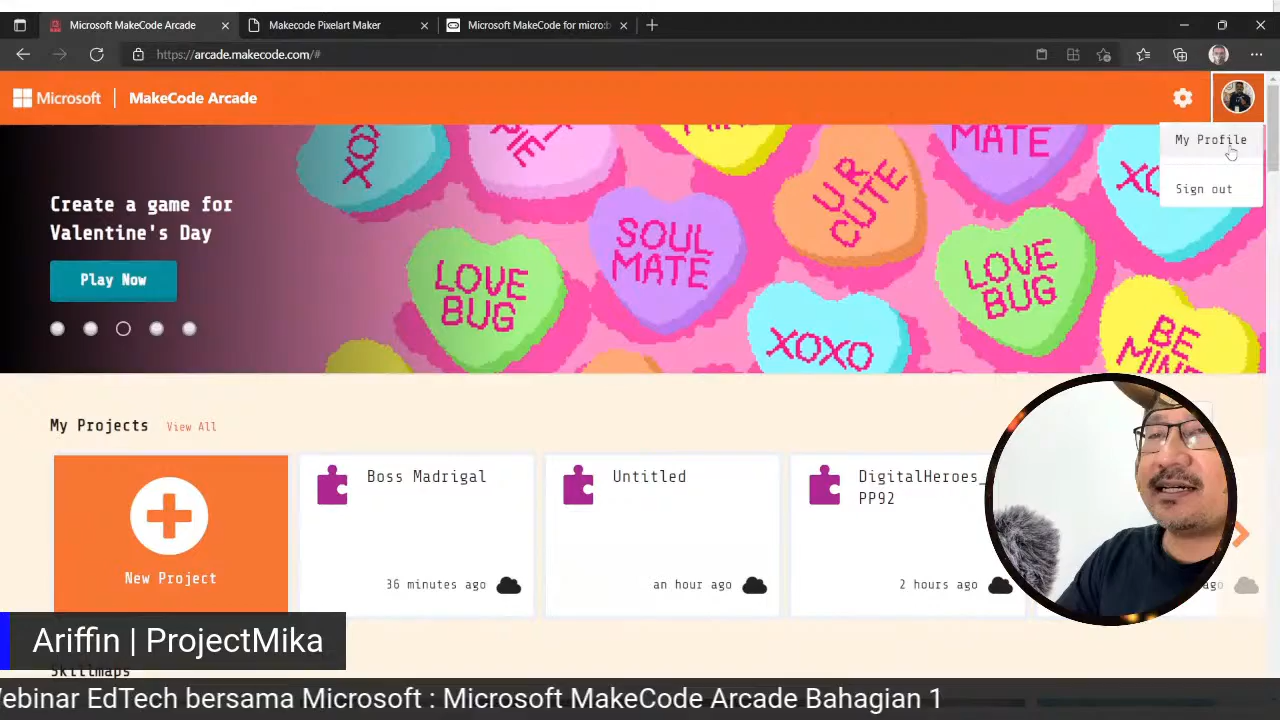 Microsoft MakeCode Arcade
Makecode Pixelart Maker
Microsoft MakeCode for micro:b
https://arcade.makecode.com/#
Microsoft
MakeCode Arcade
My Profile
Sign out
Create a game for
Valentine's Day
Play Now
XOXO
MATE
U R
CUTE
SOUL
MATE
LOVE
BUG
LOVE
BUG
XOXO
BE
MINE
My Projects
View All
New Project
Boss Madrigal
36 minutes ago
Untitled
an hour ago
DigitalHeroes_
PP92
2 hours ago
ago
Ariffin | ProjectMika
Skillmaps
Webinar EdTech bersama Microsoft : Microsoft MakeCode Arcade Bahagian 1